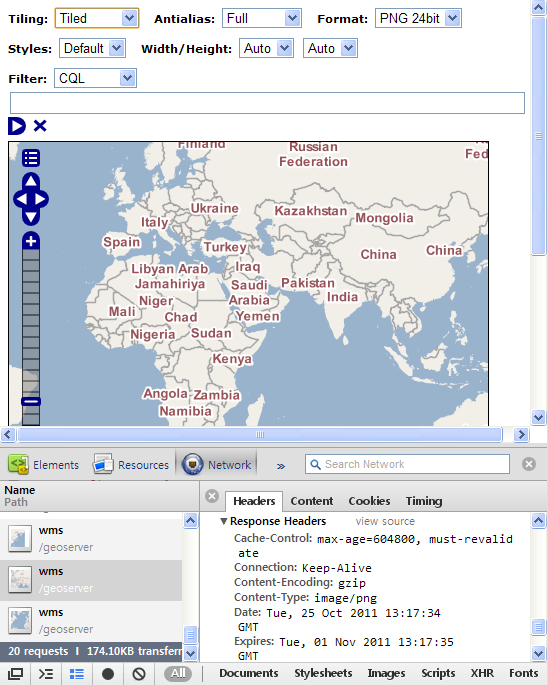 Tiling: Tiled Antialias: Full Format: PNG 24bit
Styles: Default Width/Height: Auto Auto
Filter: CQL
Finland
Russian
Federation
Fed
Ukraine
Kazakhstan
Mongolia
Italy
Spain
Turkey
China
China
Libyan Arab
Jamahiriya
Iraq
Saudi
Arabia
Pakistan
India
Niger
Mali
Chad
Yemen
Nigeria
Sudan
Kenya
Angola
Zambia
Namibia
Elements Resources Network » Search Network
Name
Path
Headers Content Cookies Timing
wms
/geoserver
wms
/geoserver
wms
/geoserver
20 requests | 174.10KB transferr
Response Headers view source
Cache-Control: max-age=604800, must-revalid
ate
Connection: Keep-Alive
Content-Encoding: gzip
Content-Type: image/png
Date: Tue, 25 Oct 2011 13:17:34
GMT
Expires: Tue, 01 Nov 2011 13:17:35
GMT
All Documents Stylesheets Images Scripts XHR Fonts